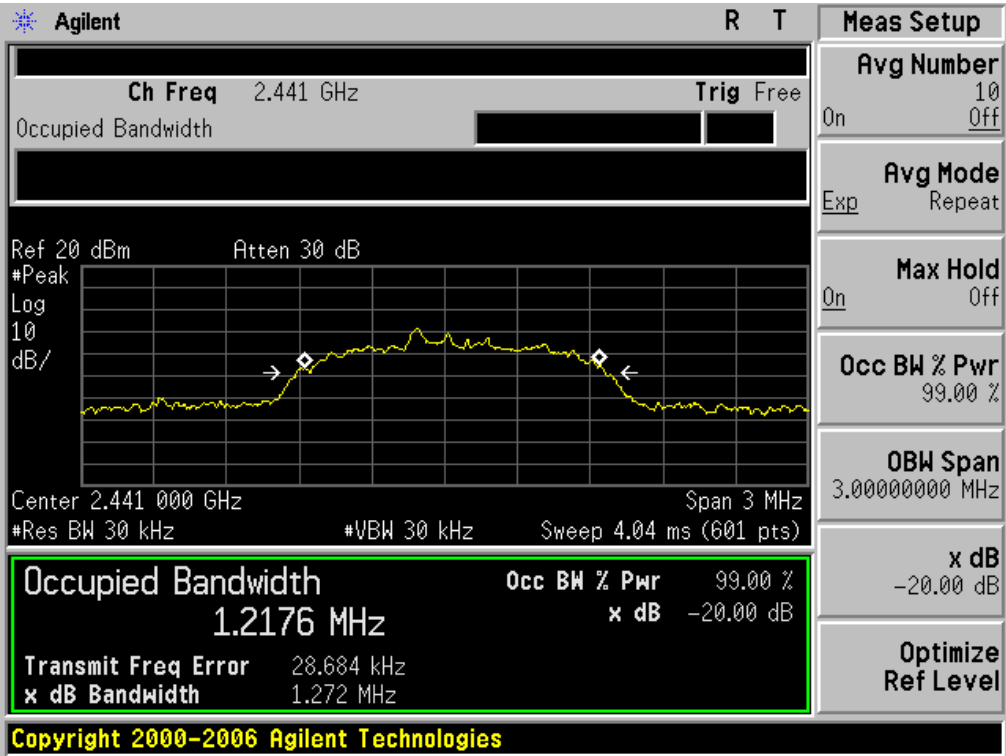 Agilent R T
Ch Freq 2.441 GHz Trig Free
Occupied Bandwidth
Ref 20 dBm Atten 30 dB
#Peak
Log
10
dB/
Center 2.441 000 GHz Span 3 MHz
#Res BW 30 kHz #VBW 30 kHz Sweep 4.04 ms (601 pts)
Occupied Bandwidth Occ BW % Pwr 99.00 %
1.2176 MHz x dB -20.00 dB
Transmit Freq Error 28.684 kHz
x dB Bandwidth 1.272 MHz
Copyright 2000-2006 Agilent Technologies
Meas Setup
Avg Number
10
On Off
Avg Mode
Exp Repeat
Max Hold
On Off
Occ BW % Pwr
99.00 %
OBW Span
3.00000000 MHz
x dB
-20.00 dB
Optimize
Ref Level